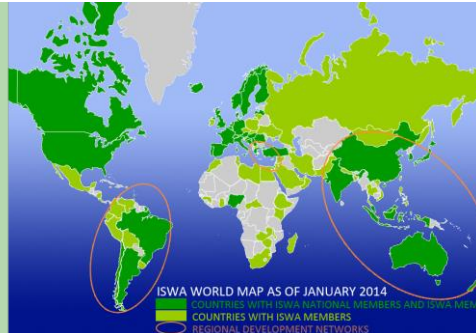 ISWA WORLD MAP AS OF JANUARY 2014
COUNTRIES WITH ISWA NATIONAL MEMBERS AND ISWA MEM
COUNTRIES WITH ISWA MEMBERS
REGIONAL DEVELOPMENT NETWORKS